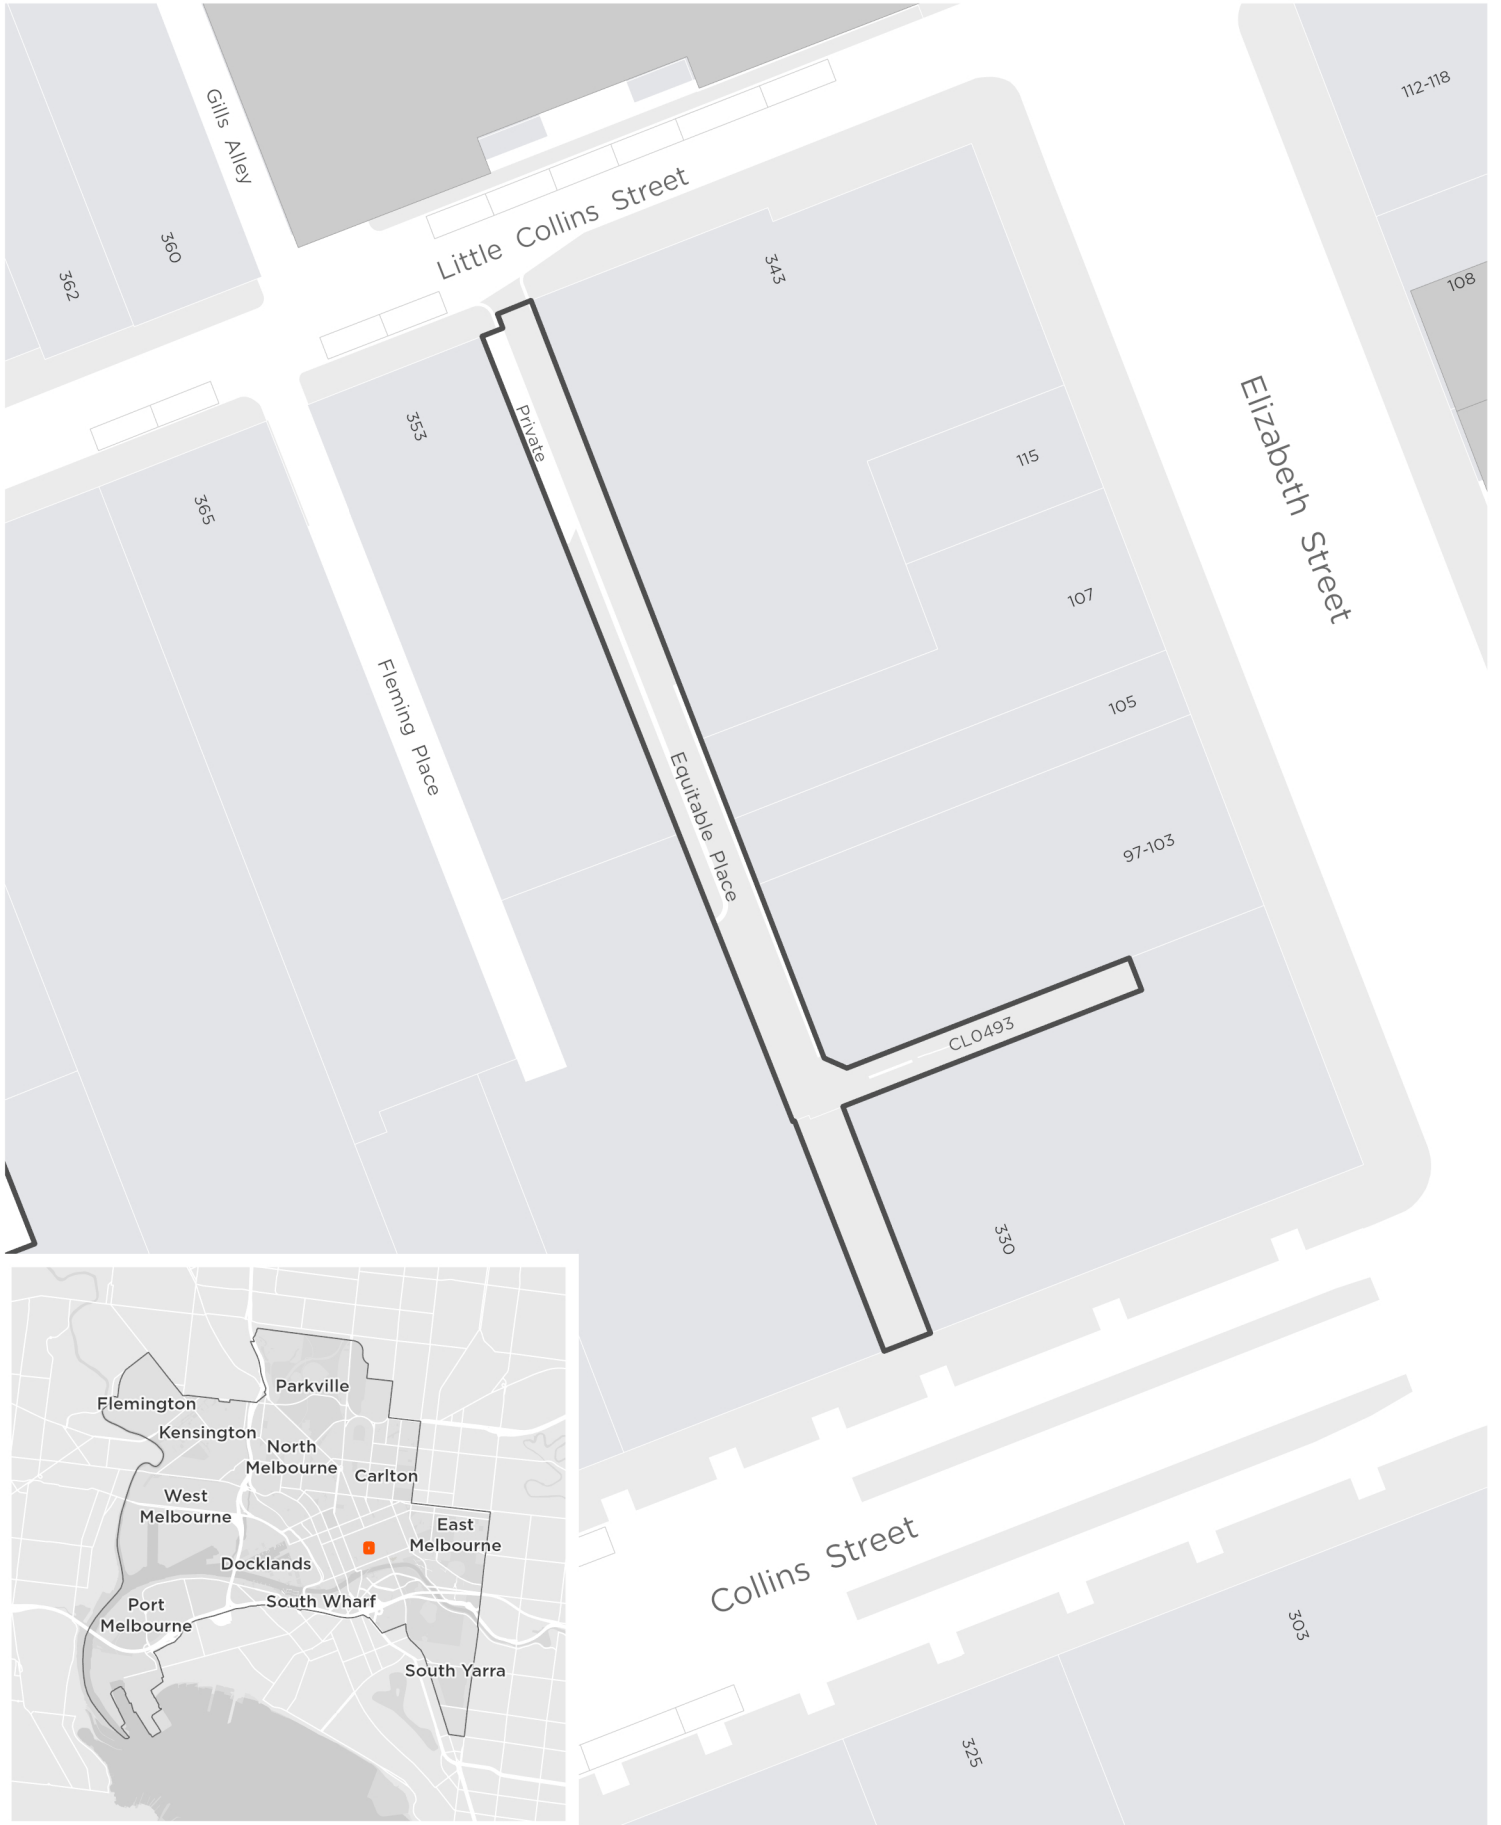 112-118
Gills Alley
Little Collins Street
360
362
343
108
353
Private
Elizabeth Street
115
365
107
Fleming Place
105
Equitable Place
97-103
CL0493
330
Collins Street
303
325
Parkville
Flemington
Kensington
North
Melbourne
Carlton
West
Melbourne
East
Melbourne
Docklands
South Wharf
Port
Melbourne
South Yarra